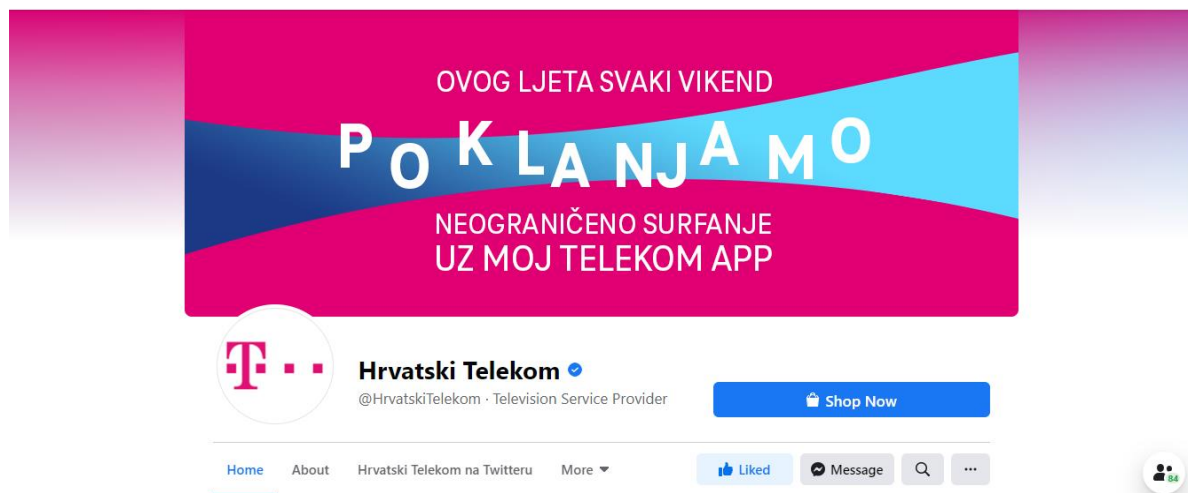 OVOG LJETA SVAKI VIKEND
POKLANJAMO
NEOGRANIČENO SURFANJE
UZ MOJ TELEKOM APP
T
Hrvatski Telekom
@HrvatskiTelekom · Television Service Provider
Shop Now
Home About Hrvatski Telekom na Twitteru More Liked Message ···
84